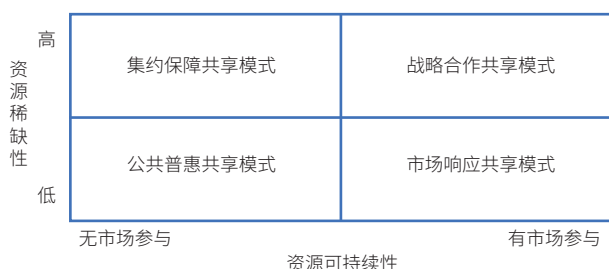 高
集约保障共享模式
战略合作共享模式
资源稀缺性
公共普惠共享模式
市场响应共享模式
低
无市场参与
有市场参与
资源可持续性